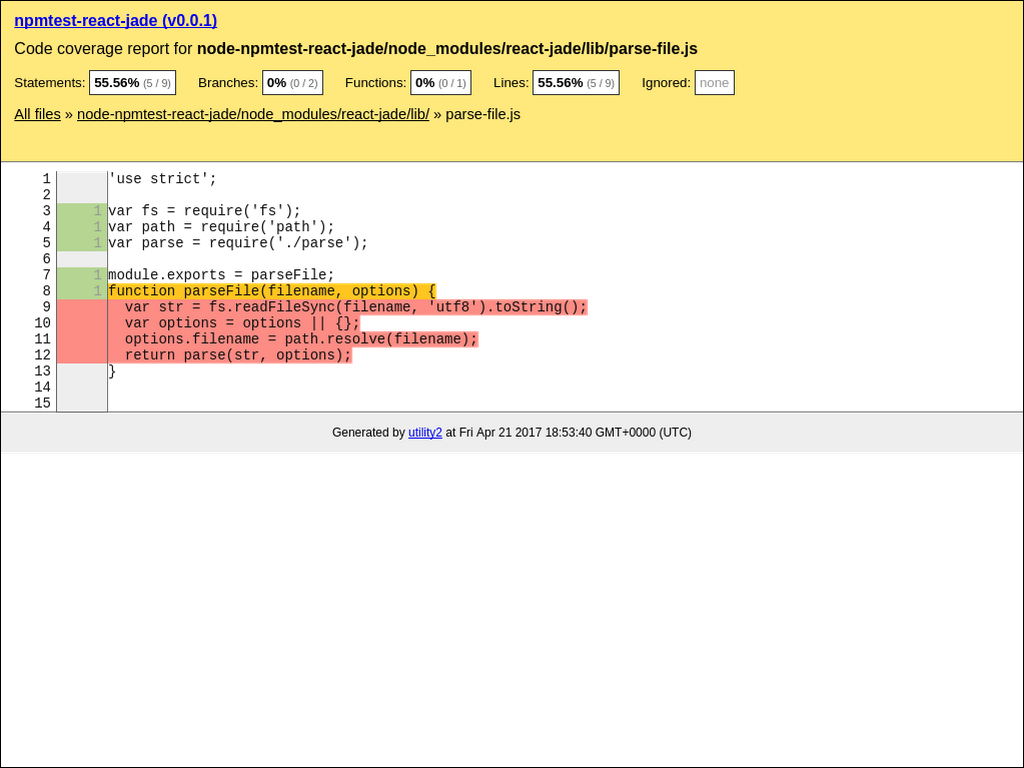 npmtest-react-jade (v0.0.1)
Code coverage report for node-npmtest-react-jade/node_modules/react-jade/lib/parse-file.js
Statements: 55.56% (5 / 9) Branches: 0% (0 / 2) Functions: 0% (0 / 1) Lines: 55.56% (5 / 9) Ignored: none
All files » node-npmtest-react-jade/node_modules/react-jade/lib/ » parse-file.js
1 'use strict';
2
3 1 var fs = require('fs');
4 1 var path = require('path');
5 1 var parse = require('./parse');
6
7 1 module.exports = parseFile;
8 1 function parseFile(filename, options) {
9   var str = fs.readFileSync(filename, 'utf8').toString();
10   var options = options || {};
11   options.filename = path.resolve(filename);
12   return parse(str, options);
13 }
14
15
Generated by utility2 at Fri Apr 21 2017 18:53:40 GMT+0000 (UTC)